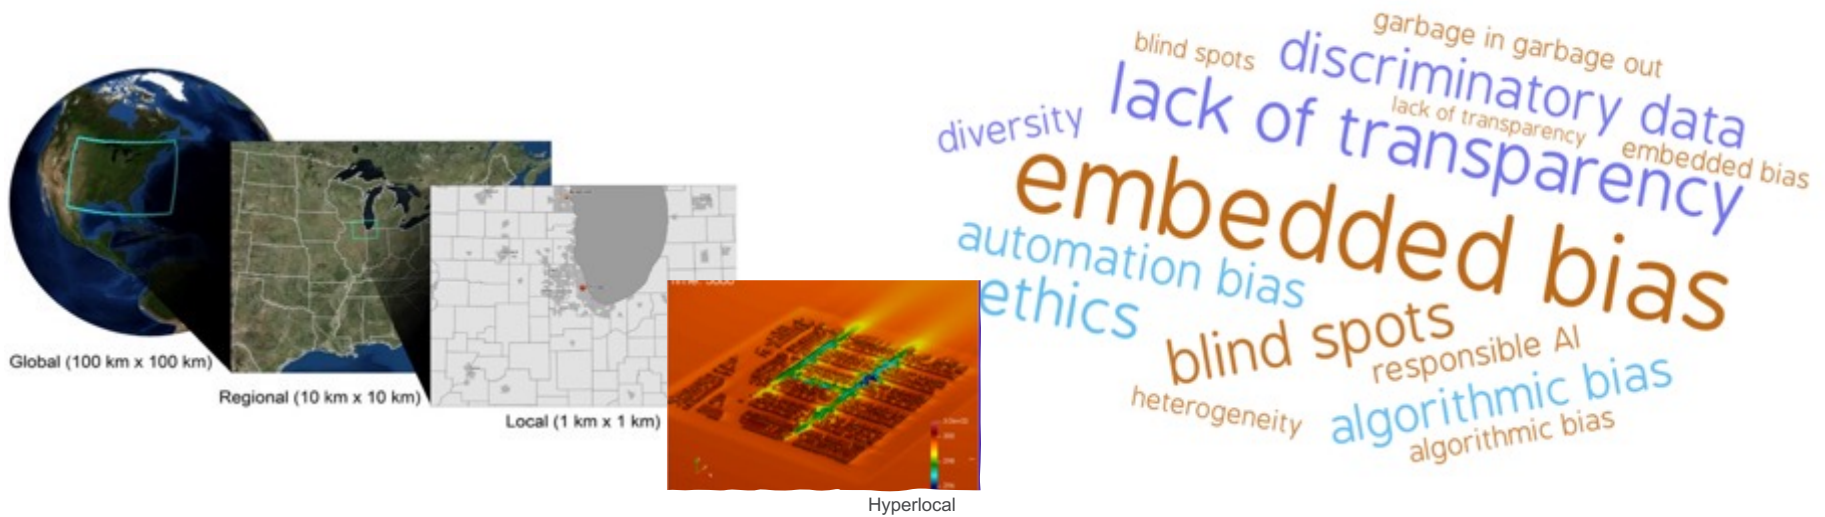 Global (100 km x 100 km)
Regional (10 km x 10 km)
Local (1 km x 1 km)
Hyperlocal
garbage in garbage out
blind spots
discriminatory data
lack of transparency
lack of transparency
diversity
embedded bias
embedded bias
automation bias
ethics
blind spots
responsible AI
heterogeneity
algorithmic bias
algorithmic bias